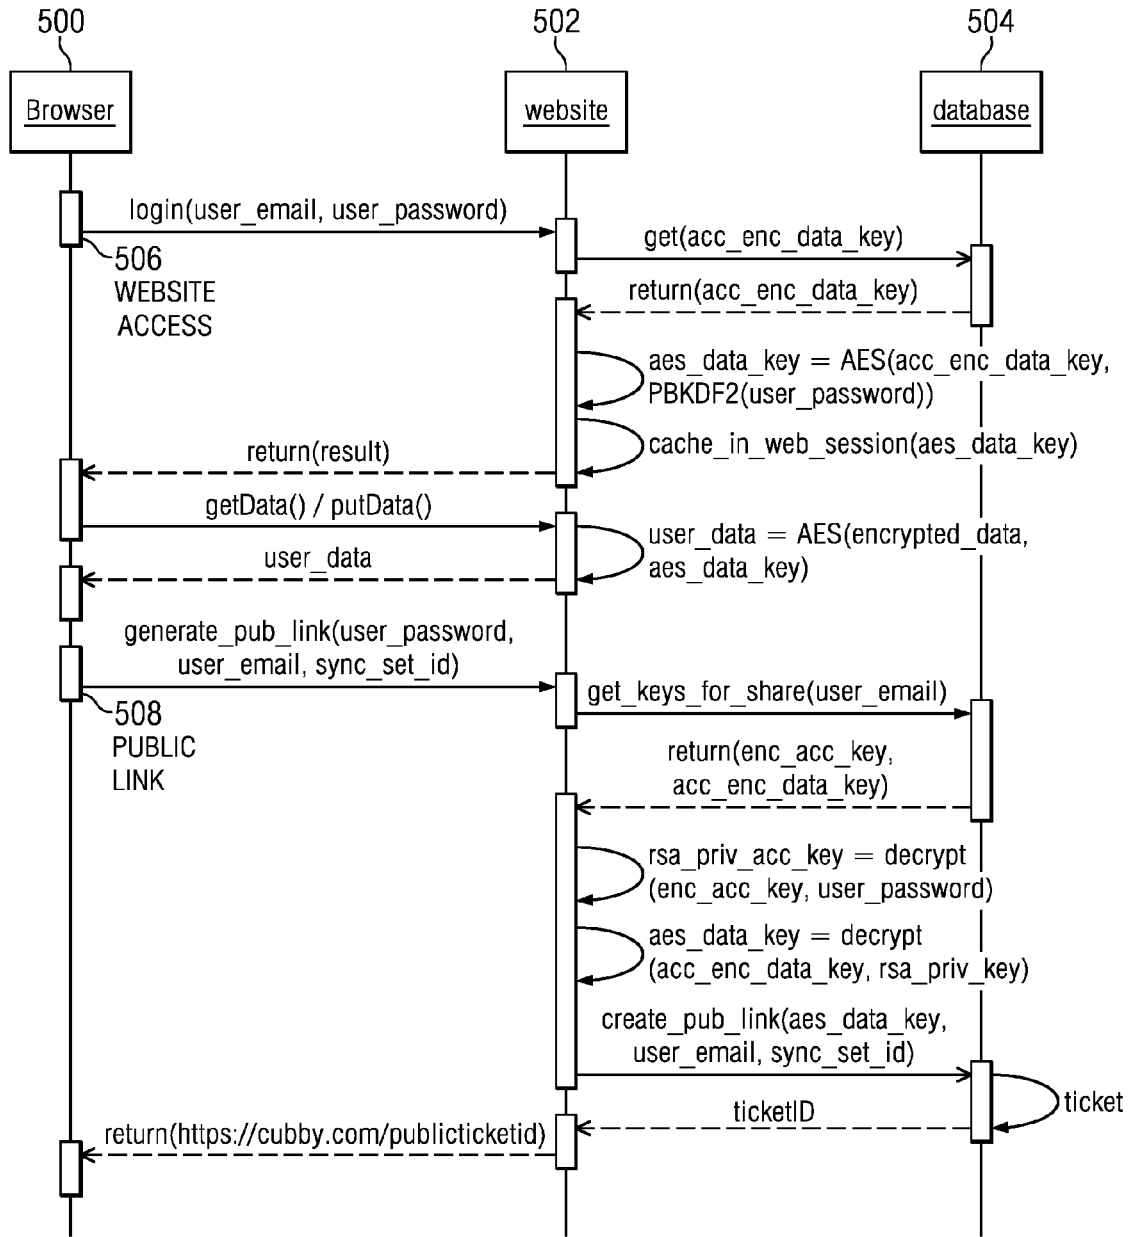 500
502
504
Browser
website
database
login(user_email, user_password)
506
WEBSITE
ACCESS
get(acc_enc_data_key)
return(acc_enc_data_key)
aes_data_key = AES(acc_enc_data_key,
PBKDF2(user_password))
cache_in_web_session(aes_data_key)
return(result)
getData() / putData()
user_data = AES(encrypted_data,
aes_data_key)
user_data
generate_pub_link(user_password,
user_email, sync_set_id)
508
PUBLIC
LINK
get_keys_for_share(user_email)
return(enc_acc_key,
acc_enc_data_key)
rsa_priv_acc_key = decrypt
(enc_acc_key, user_password)
aes_data_key = decrypt
(acc_enc_data_key, rsa_priv_key)
create_pub_link(aes_data_key,
user_email, sync_set_id)
ticket
ticketID
return(https://cubby.com/publicticketid)